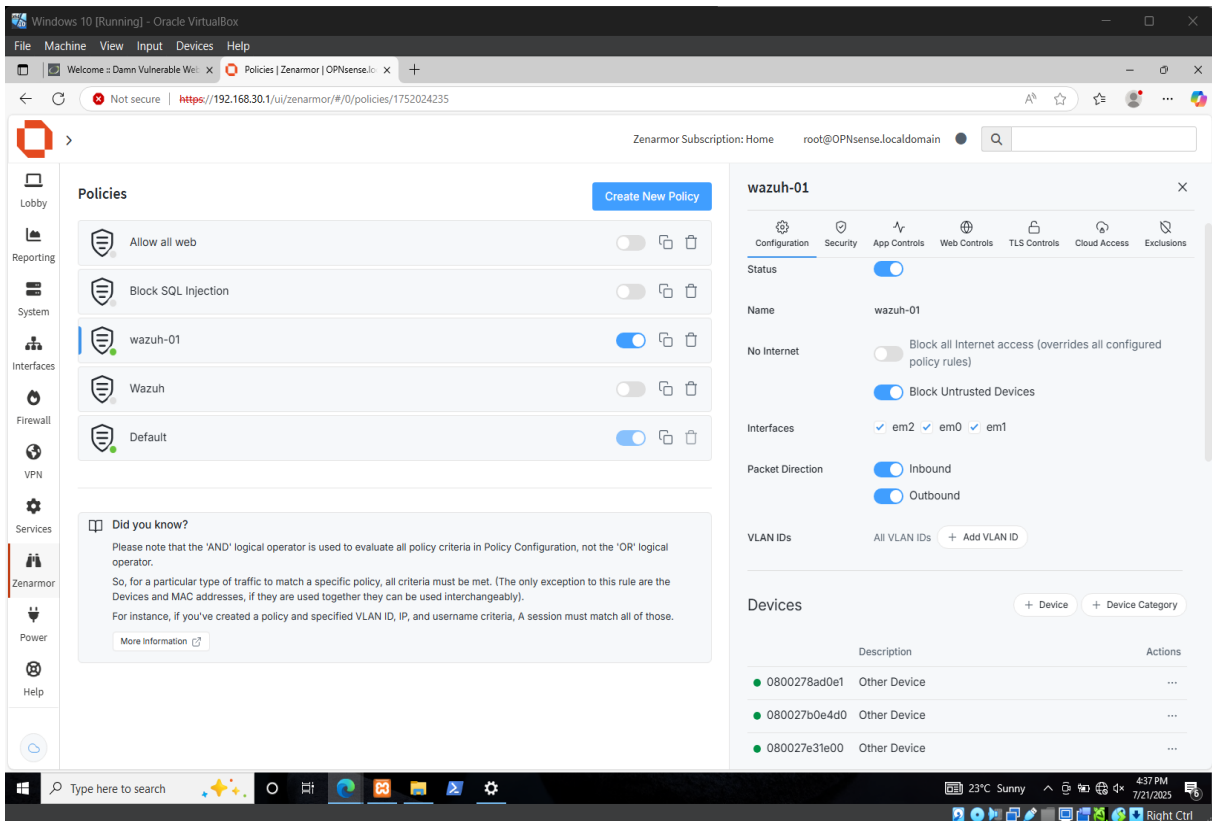 Windows 10 [Running] - Oracle VirtualBox
File Machine View Input Devices Help
Welcome :: Damn Vulnerable Web
Policies | Zenarmor | OPNsense.lo
Not secure https://192.168.30.1/ui/zenarmor/#/0/policies/1752024235
Zenarmor Subscription: Home root@OPNsense.localdomain
Lobby
Reporting
System
Interfaces
Firewall
VPN
Services
Zenarmor
Power
Help
Policies
Create New Policy
Allow all web
Block SQL Injection
wazuh-01
Wazuh
Default
Did you know?
Please note that the 'AND' logical operator is used to evaluate all policy criteria in Policy Configuration, not the 'OR' logical
operator.
So, for a particular type of traffic to match a specific policy, all criteria must be met. (The only exception to this rule are the
Devices and MAC addresses, if they are used together they can be used interchangeably).
For instance, if you've created a policy and specified VLAN ID, IP, and username criteria, A session must match all of those.
More Information
wazuh-01
Configuration Security App Controls Web Controls TLS Controls Cloud Access Exclusions
Status
Name wazuh-01
No Internet
Block all Internet access (overrides all configured
policy rules)
Block Untrusted Devices
Interfaces em2 em0 em1
Packet Direction Inbound
Outbound
VLAN IDs All VLAN IDs + Add VLAN ID
Devices + Device + Device Category
Description Actions
0800278ad0e1 Other Device ...
080027b0e4d0 Other Device ...
080027e31e00 Other Device ...
Type here to search
23°C Sunny
4:37 PM
7/21/2025
6
Right Ctrl